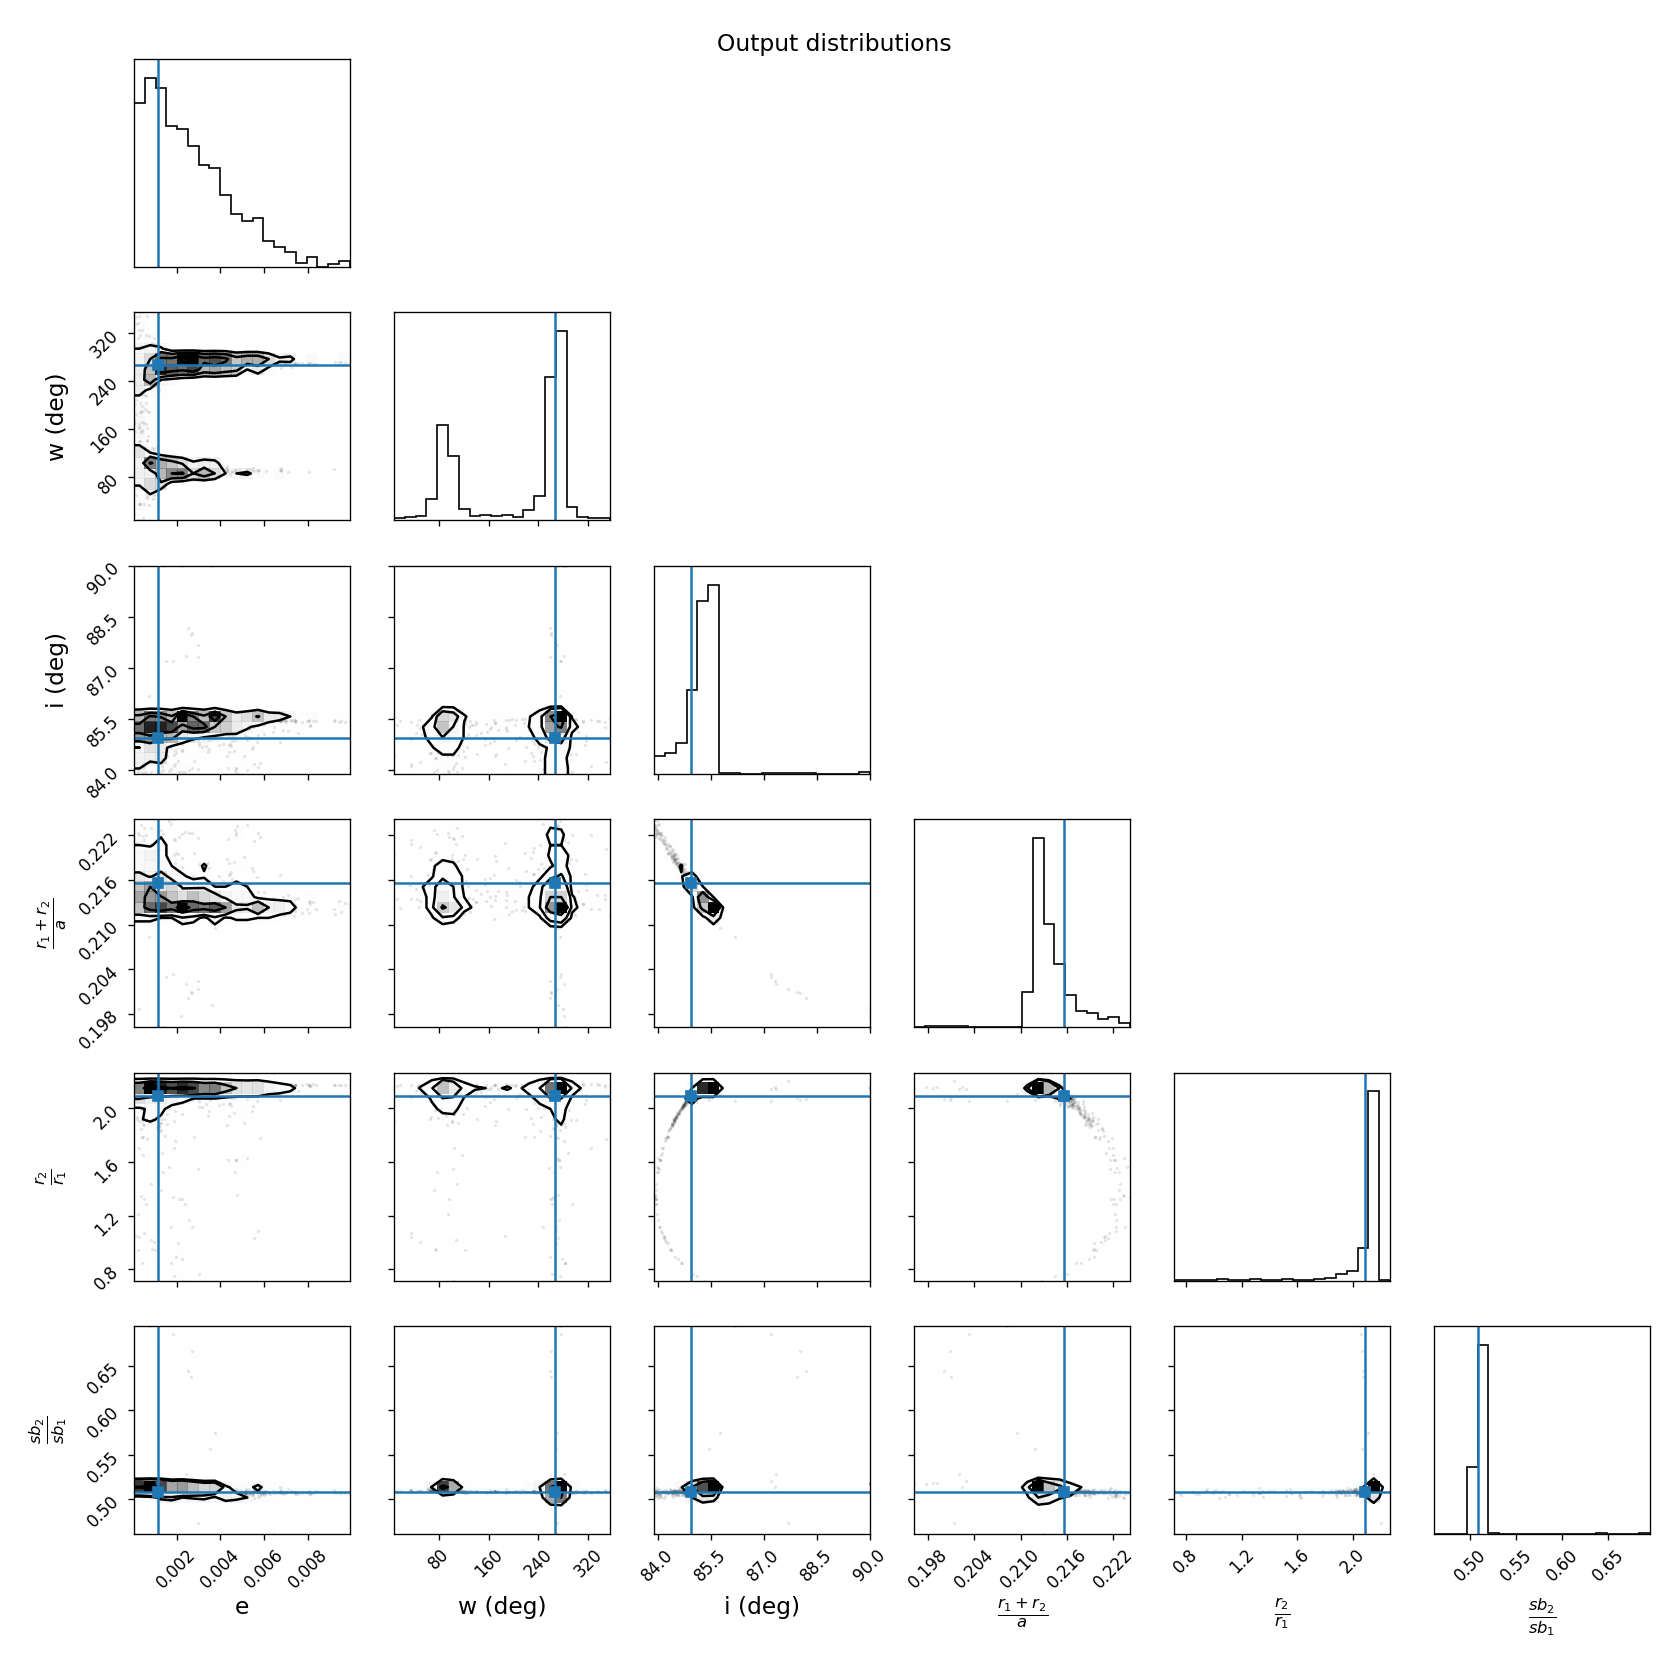 Output distributions
w (deg)
320
240
160
80
i (deg)
90.0
88.5
87.0
85.5
84.0
r₁ + r₂
a
0.222
0.216
0.210
0.204
0.198
r₂
r₁
2.0
1.6
1.2
0.8
sb₂
sb₁
0.65
0.60
0.55
0.50
0.002 0.004 0.006 0.008 80 160 240 320 84.0 85.5 87.0 88.5 90.0 0.198 0.204 0.210 0.216 0.222 0.8 1.2 1.6 2.0 0.50 0.55 0.60 0.65
e w (deg) i (deg) r₁ + r₂ r₂ sb₂
a r₁ sb₁